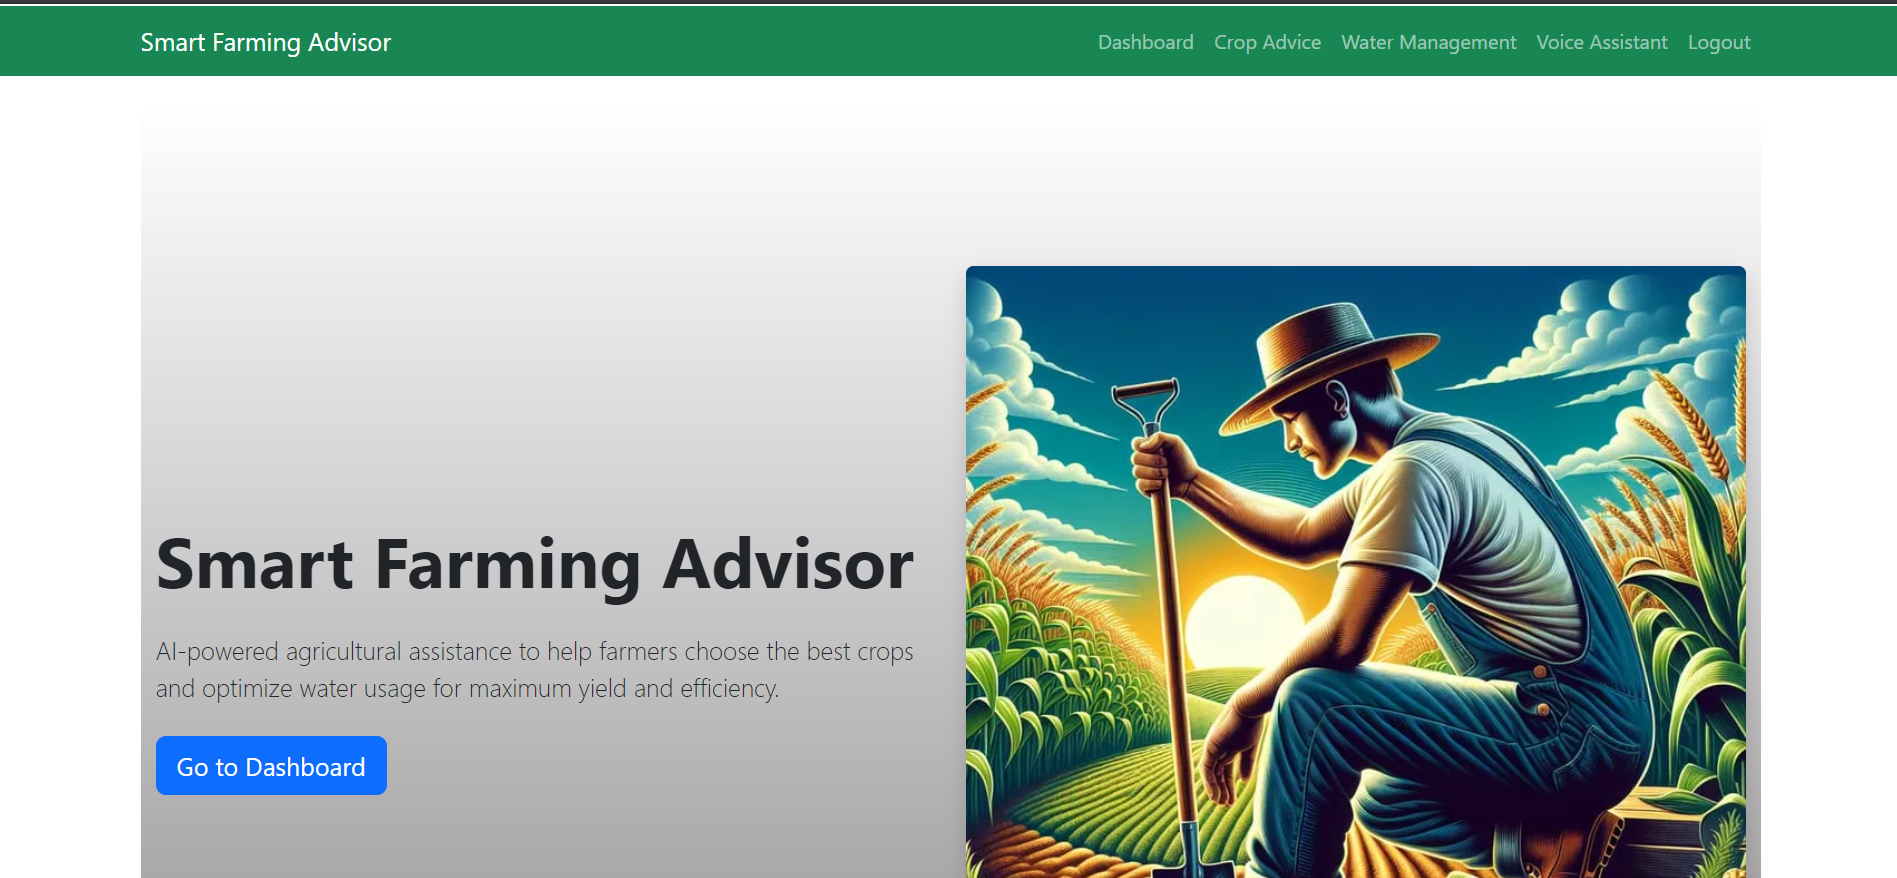 Smart Farming Advisor
Dashboard Crop Advice Water Management Voice Assistant Logout
Smart Farming Advisor
AI-powered agricultural assistance to help farmers choose the best crops
and optimize water usage for maximum yield and efficiency.
Go to Dashboard